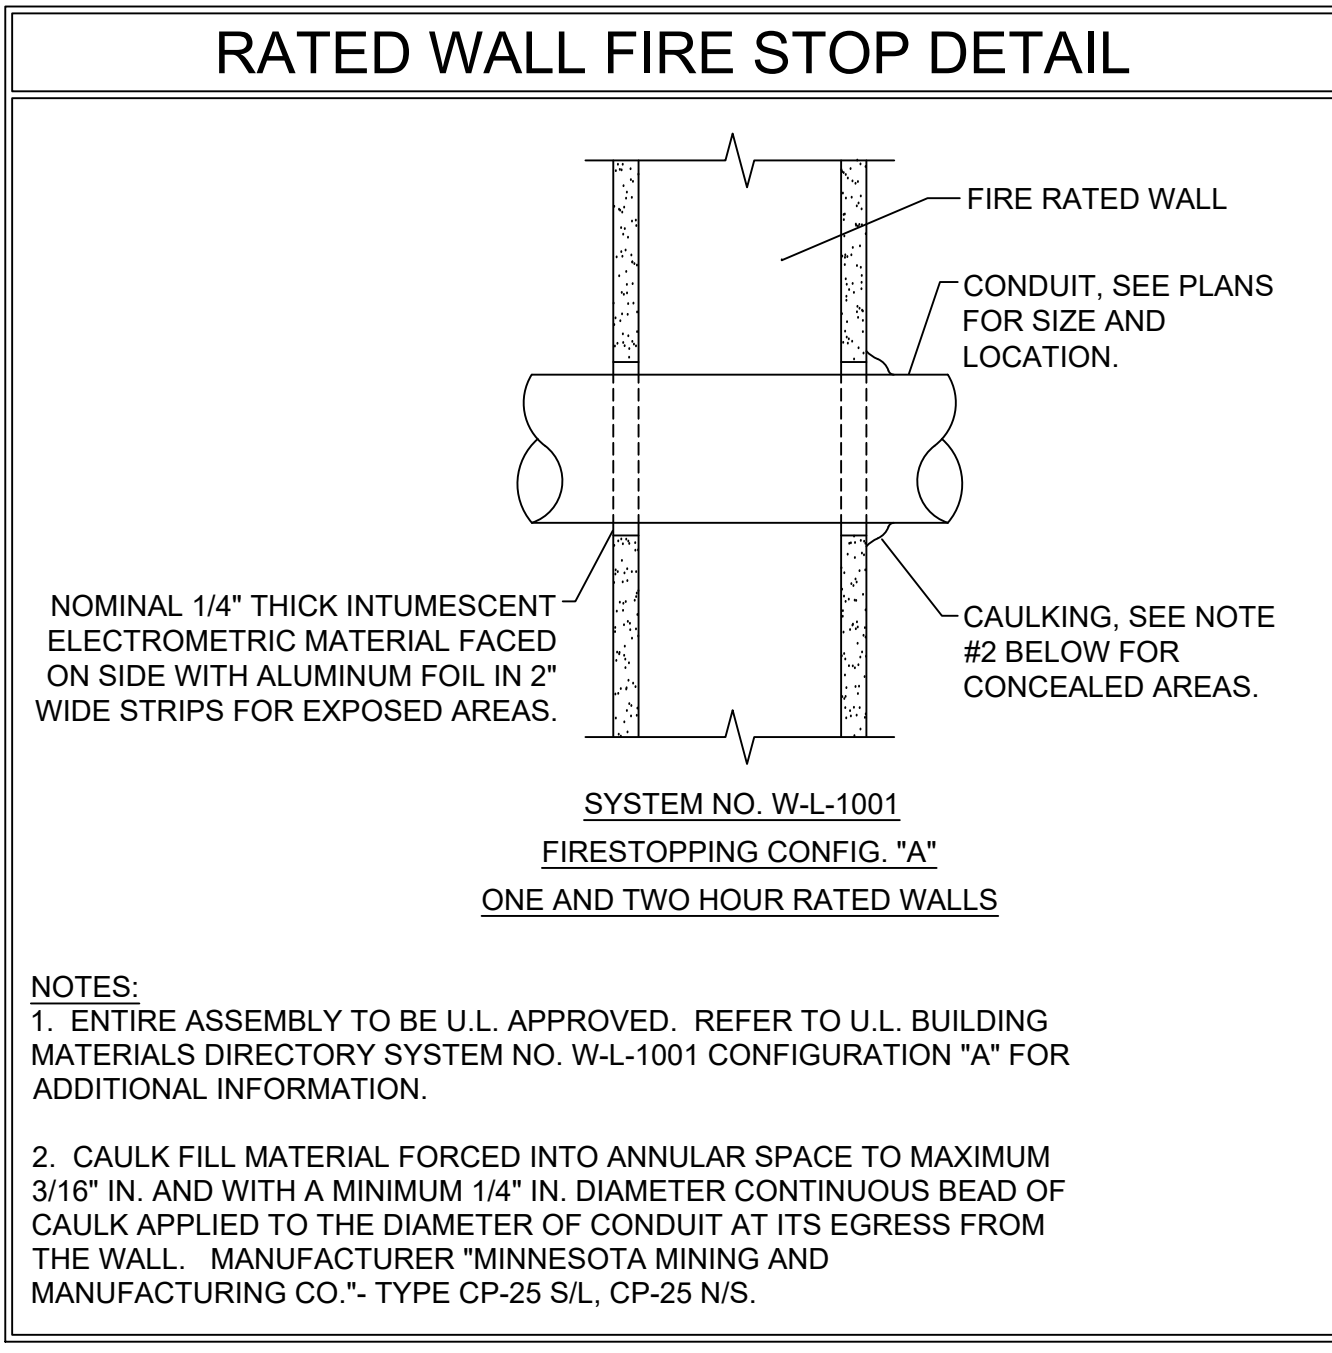 RATED WALL FIRE STOP DETAIL
FIRE RATED WALL
CONDUIT, SEE PLANS
FOR SIZE AND
LOCATION.
NOMINAL 1/4" THICK INTUMESCENT
ELECTROMETRIC MATERIAL FACED
ON SIDE WITH ALUMINUM FOIL IN 2"
WIDE STRIPS FOR EXPOSED AREAS.
CAULKING, SEE NOTE
#2 BELOW FOR
CONCEALED AREAS.
SYSTEM NO. W-L-1001
FIRESTOPPING CONFIG. "A"
ONE AND TWO HOUR RATED WALLS
NOTES:
1. ENTIRE ASSEMBLY TO BE U.L. APPROVED. REFER TO U.L. BUILDING
MATERIALS DIRECTORY SYSTEM NO. W-L-1001 CONFIGURATION "A" FOR
ADDITIONAL INFORMATION.
2. CAULK FILL MATERIAL FORCED INTO ANNULAR SPACE TO MAXIMUM
3/16" IN. AND WITH A MINIMUM 1/4" IN. DIAMETER CONTINUOUS BEAD OF
CAULK APPLIED TO THE DIAMETER OF CONDUIT AT ITS EGRESS FROM
THE WALL. MANUFACTURER "MINNESOTA MINING AND
MANUFACTURING CO."- TYPE CP-25 S/L, CP-25 N/S.